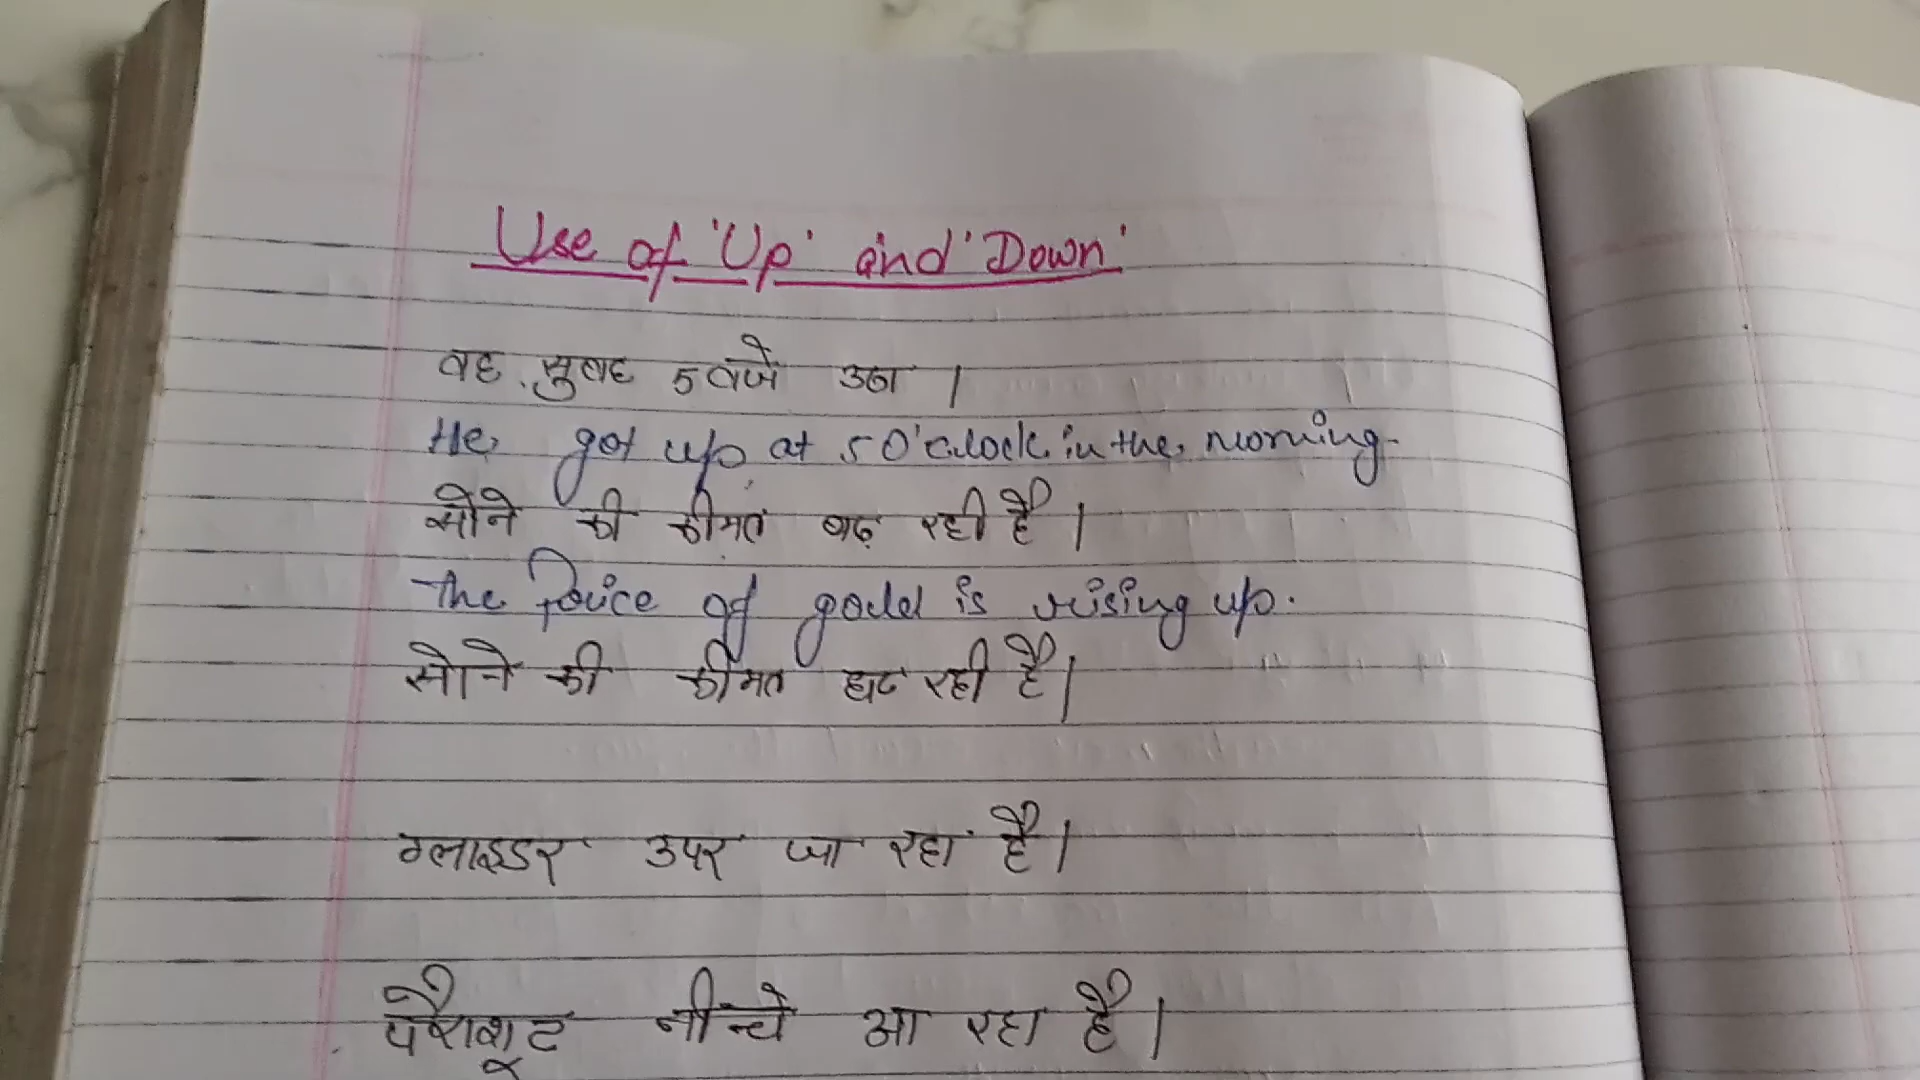 Use of 'Up' and 'Down'
वह सुबह 5 बजे उठा ।
He got up at 5 O'clock in the morning.
सोने की कीमत बढ़ रही है ।
The price of gold is rising up.
सोने की कीमत घट रही है ।
ग्लाइडर उपर जा रहा है ।
पैराशूट नीचे आ रहा है ।